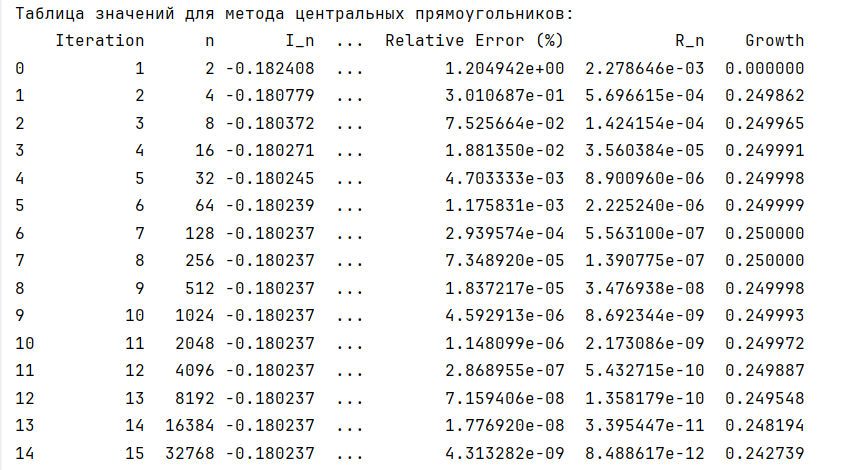 Таблица значений для метода центральных прямоугольников:
    Iteration      n       I_n  ...  Relative Error (%)           R_n    Growth
0           1      2 -0.182408  ...        1.204942e+00  2.278646e-03  0.000000
1           2      4 -0.180779  ...        3.010687e-01  5.696615e-04  0.249862
2           3      8 -0.180372  ...        7.525664e-02  1.424154e-04  0.249965
3           4     16 -0.180271  ...        1.881350e-02  3.560384e-05  0.249991
4           5     32 -0.180245  ...        4.703333e-03  8.900960e-06  0.249998
5           6     64 -0.180239  ...        1.175831e-03  2.225240e-06  0.249999
6           7    128 -0.180237  ...        2.939574e-04  5.563100e-07  0.250000
7           8    256 -0.180237  ...        7.348920e-05  1.390775e-07  0.250000
8           9    512 -0.180237  ...        1.837217e-05  3.476938e-08  0.249998
9          10   1024 -0.180237  ...        4.592913e-06  8.692344e-09  0.249993
10         11   2048 -0.180237  ...        1.148099e-06  2.173086e-09  0.249972
11         12   4096 -0.180237  ...        2.868955e-07  5.432715e-10  0.249887
12         13   8192 -0.180237  ...        7.159406e-08  1.358179e-10  0.249548
13         14  16384 -0.180237  ...        1.776920e-08  3.395447e-11  0.248194
14         15  32768 -0.180237  ...        4.313282e-09  8.488617e-12  0.242739